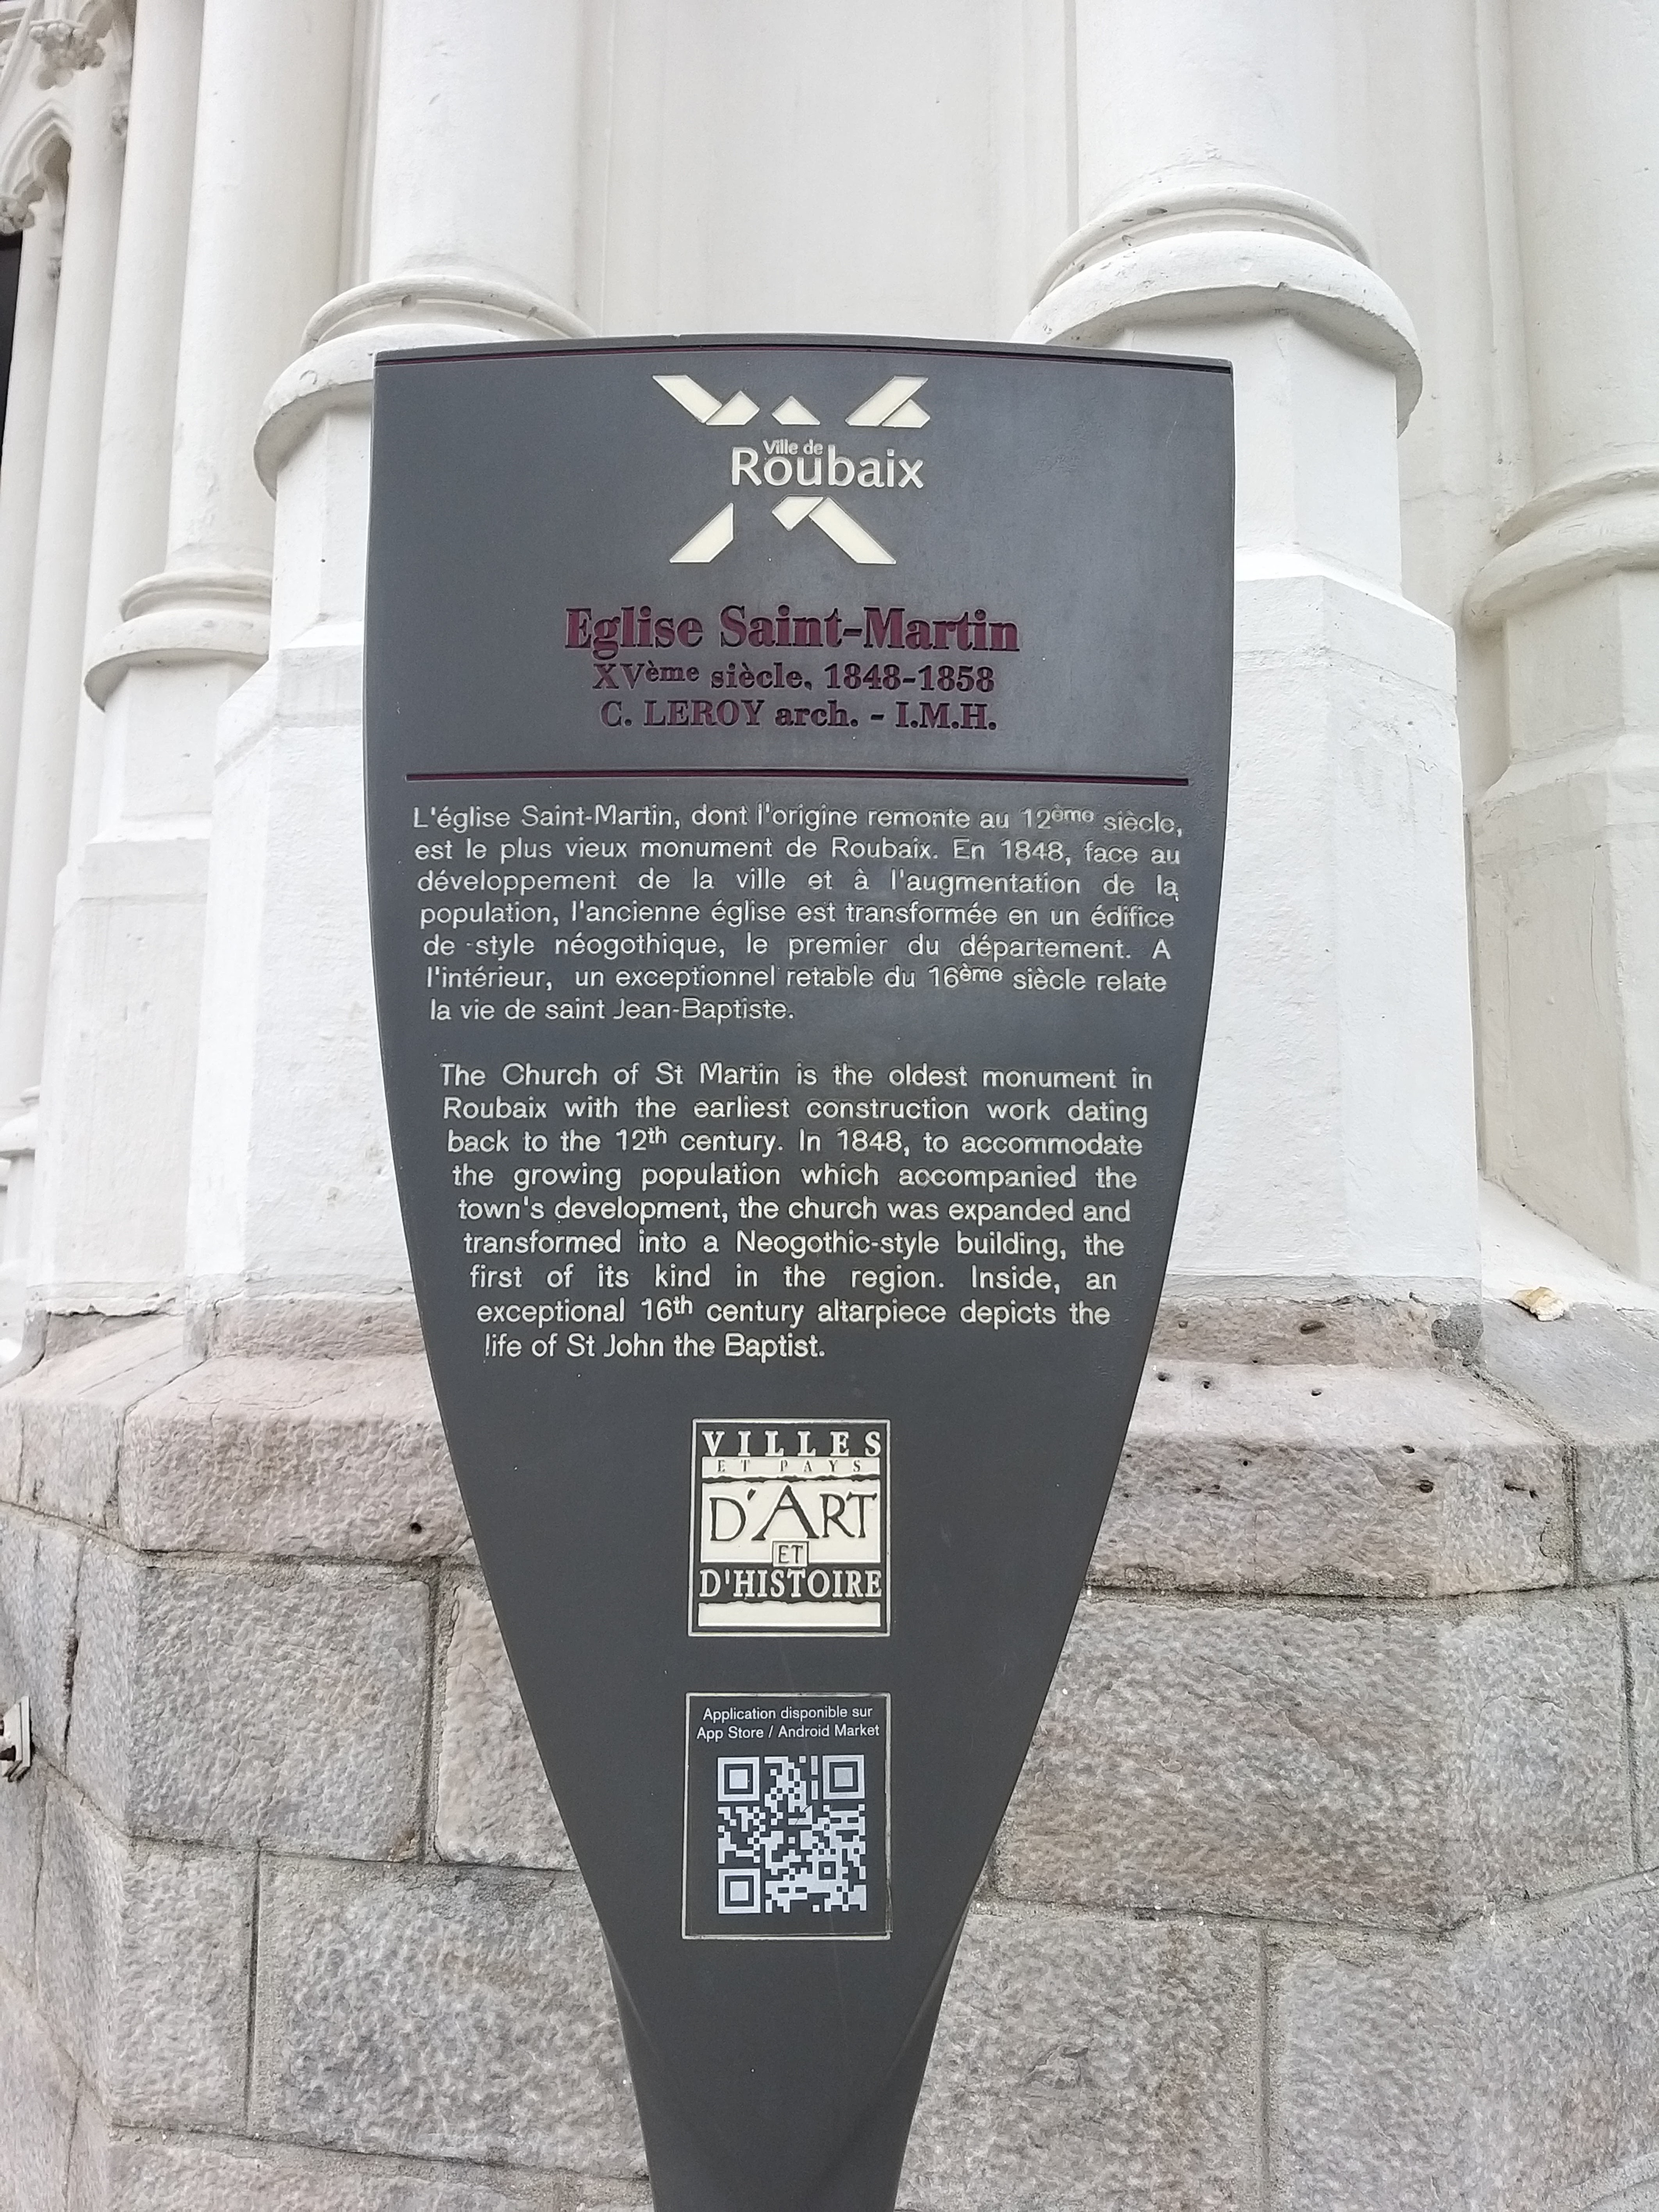 Ville de
Roubaix
Eglise Saint-Martin
XVème siècle, 1848-1858
C. LEROY arch. - I.M.H.
L'église Saint-Martin, dont l'origine remonte au 12ème siècle,
est le plus vieux monument de Roubaix. En 1848, face au
développement de la ville et à l'augmentation de la
population, l'ancienne église est transformée en un édifice
de style néogothique, le premier du département. A
l'intérieur, un exceptionnel retable du 16ème siècle relate
la vie de saint Jean-Baptiste.
The Church of St Martin is the oldest monument in
Roubaix with the earliest construction work dating
back to the 12th century. In 1848, to accommodate
the growing population which accompanied the
town's development, the church was expanded and
transformed into a Neogothic-style building, the
first of its kind in the region. Inside, an
exceptional 16th century altarpiece depicts the
life of St John the Baptist.
VILLES
ET PAYS
D'ART
ET
D'HISTOIRE
Application disponible sur
App Store / Android Market